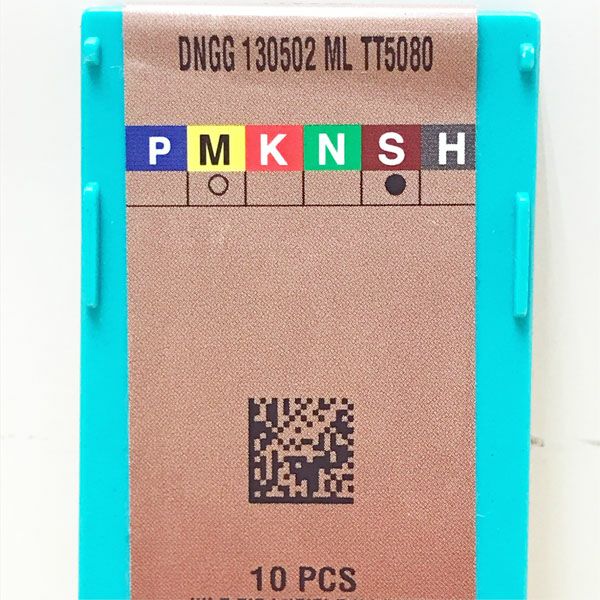 DNGG 130502 ML TT5080
P M K N S H
10 PCS